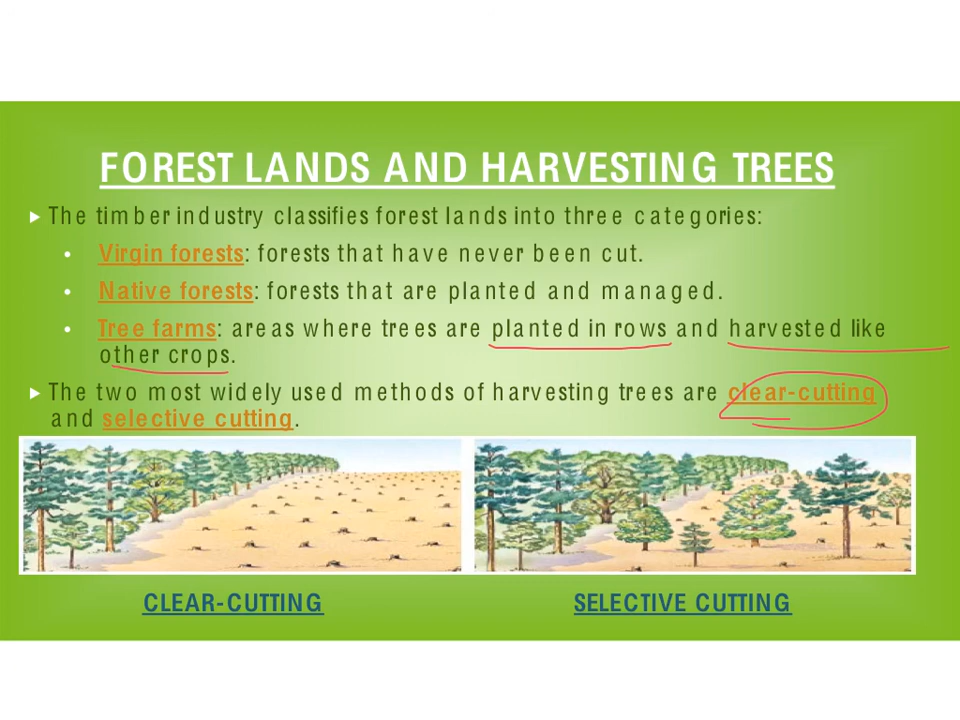 FOREST LANDS AND HARVESTING TREES
▶ The timber industry classifies forest lands into three categories:
• Virgin forests: forests that have never been cut.
• Native forests: forests that are planted and managed.
• Tree farms: areas where trees are planted in rows and harvested like
other crops.
▶ The two most widely used methods of harvesting trees are clear-cutting
and selective cutting.
CLEAR-CUTTING
SELECTIVE CUTTING